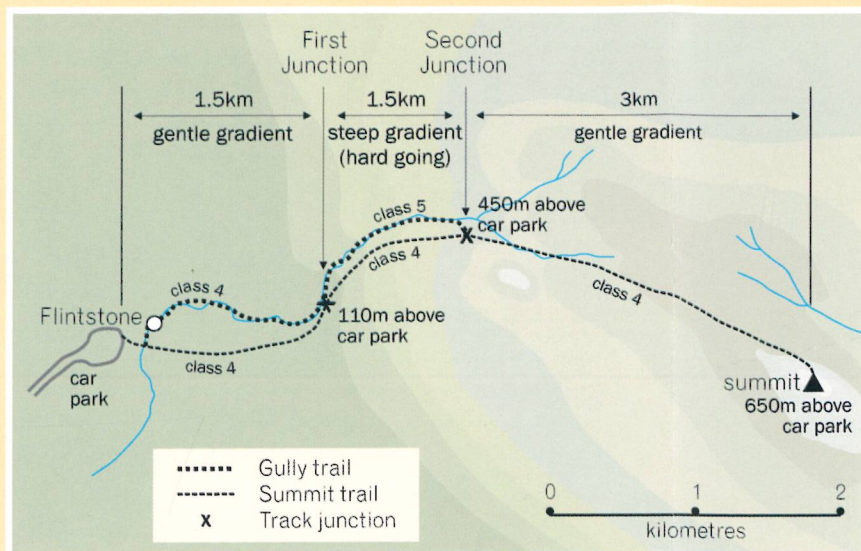 First
Junction
Second
Junction
1.5km
gentle gradient
1.5km
steep gradient
(hard going)
3km
gentle gradient
class 5
450m above
car park
class 4
class 4
class 4
Flintstone
110m above
car park
class 4
car
park
summit
650m above
car park
Gully trail
Summit trail
x Track junction
0 1 2
kilometres